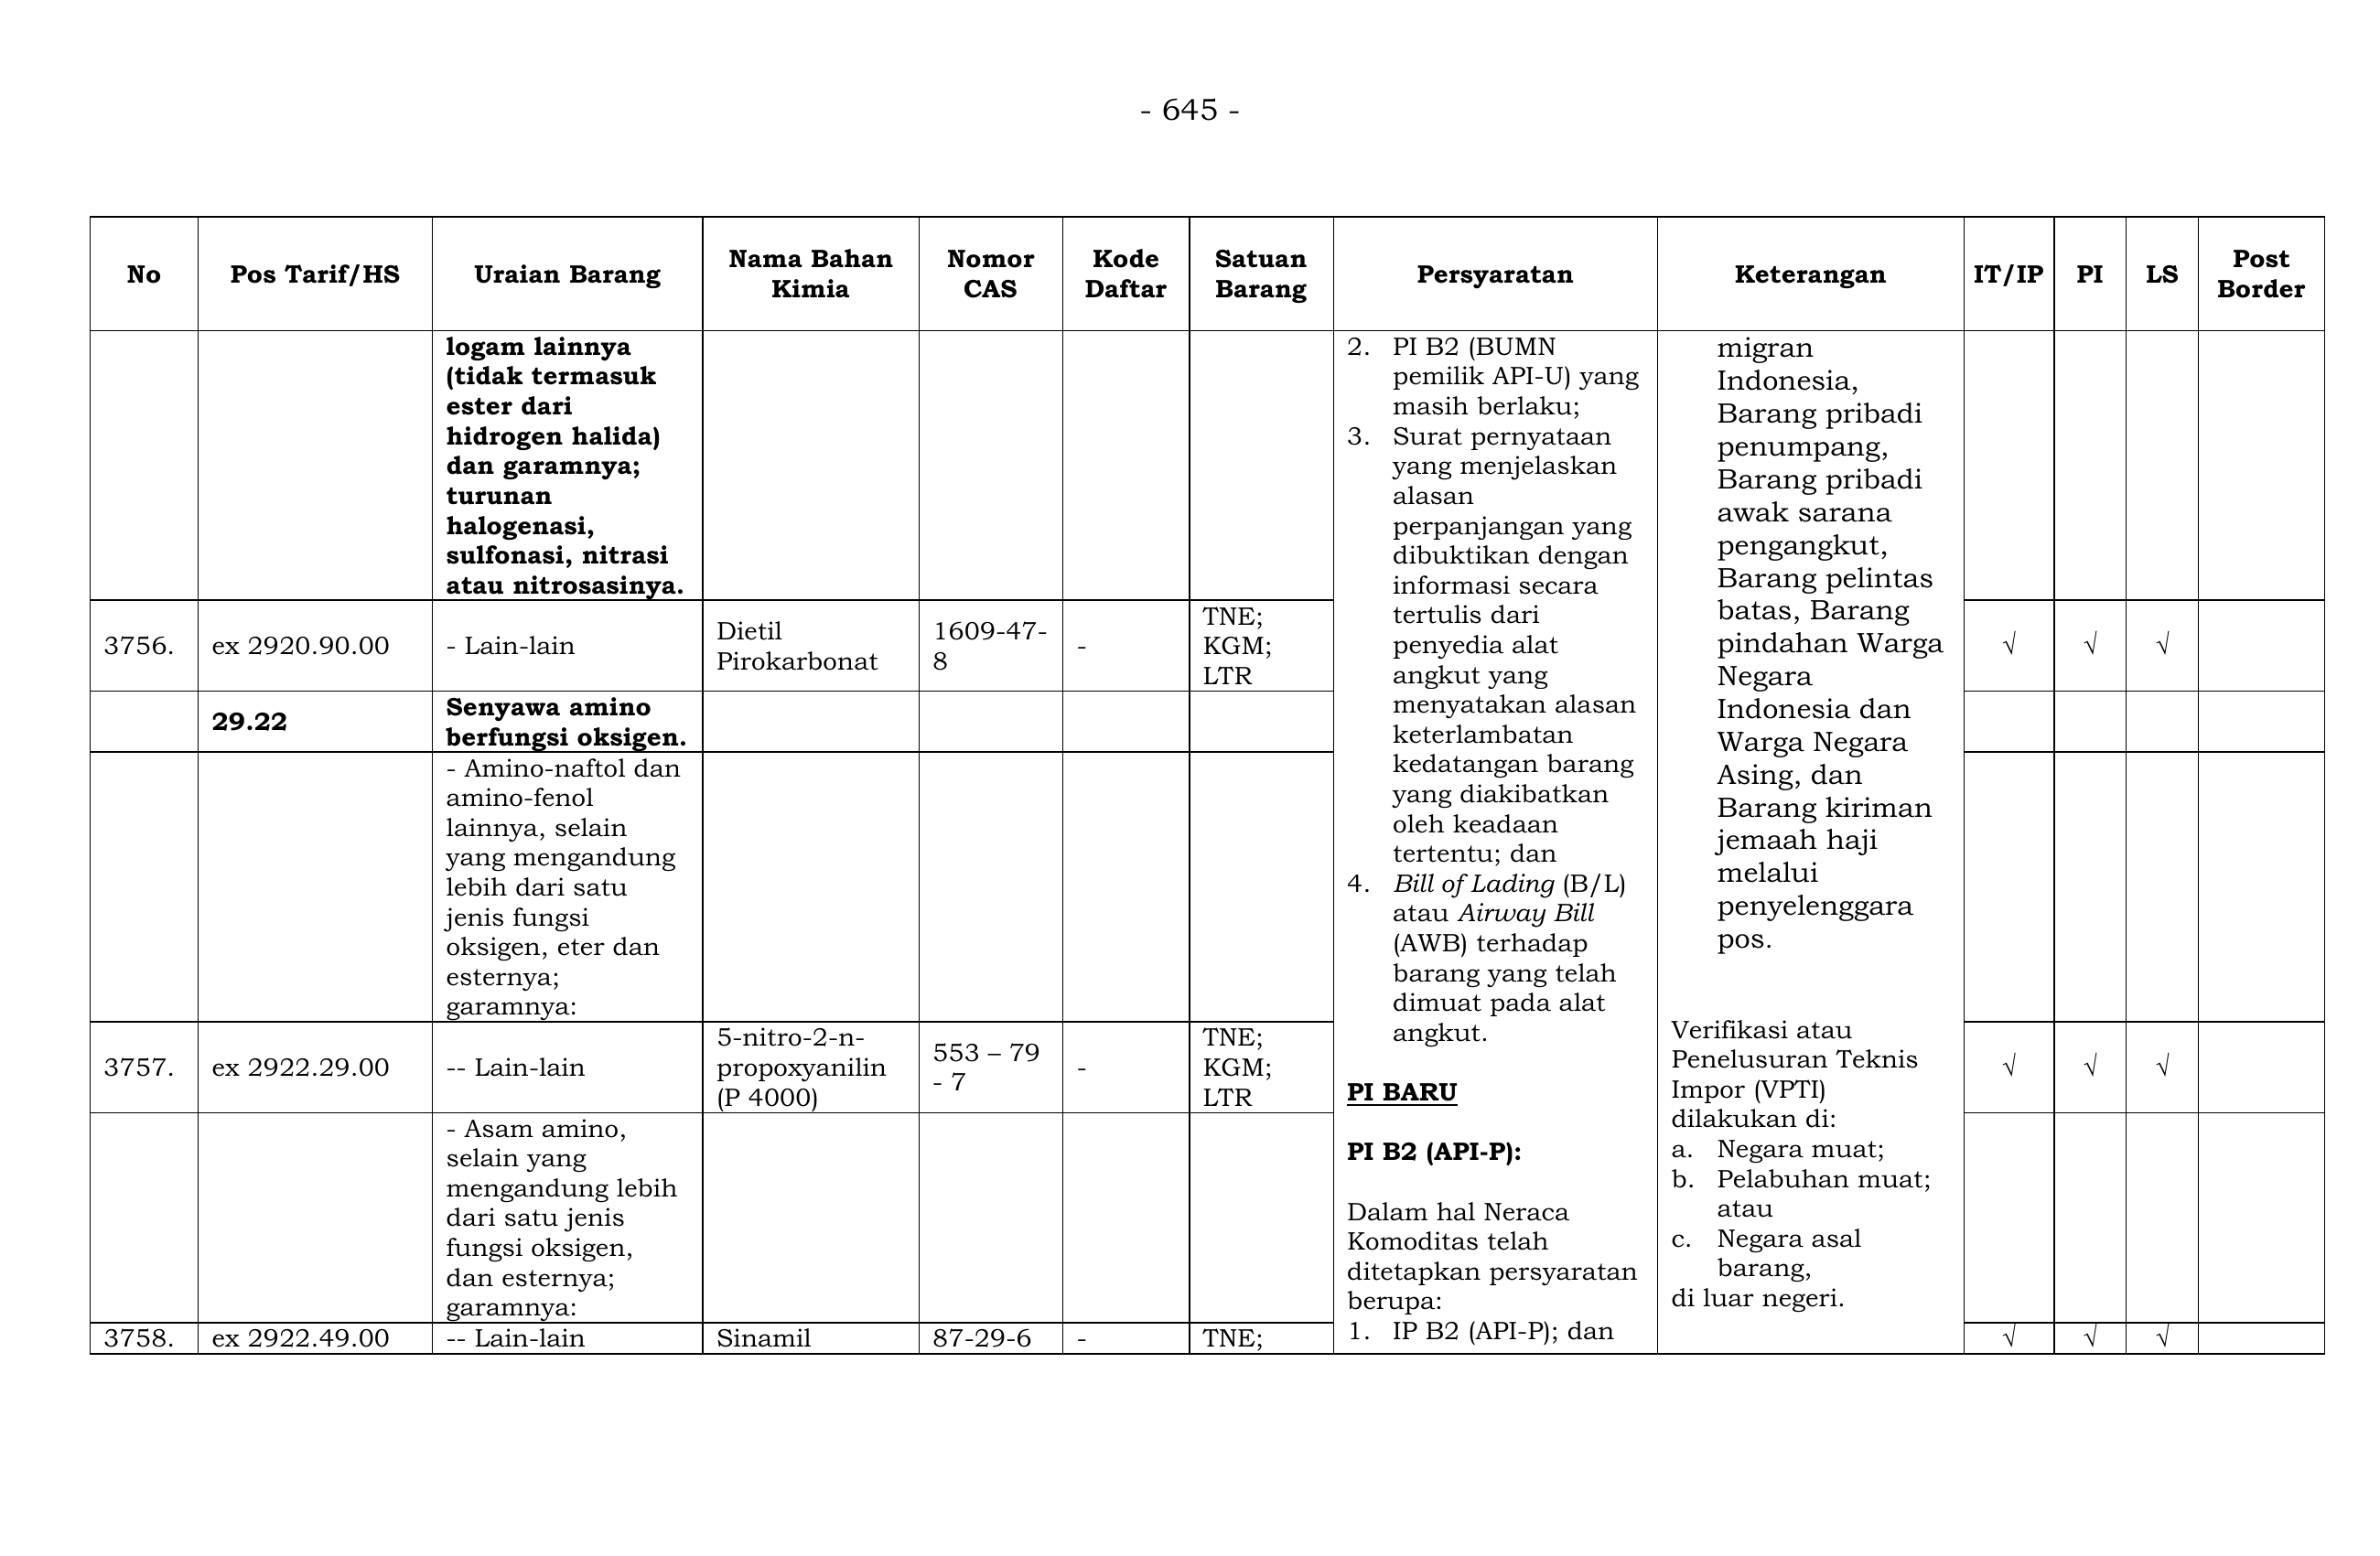 - 645 -
No
Pos Tarif/HS
Uraian Barang
Nama Bahan
Kimia
Nomor
CAS
Kode
Daftar
Satuan
Barang
Persyaratan
Keterangan
IT/IP
PI
LS
Post
Border
logam lainnya
(tidak termasuk
ester dari
hidrogen halida)
dan garamnya;
turunan
halogenasi,
sulfonasi, nitrasi
atau nitrosasinya.
3756.
ex 2920.90.00
- Lain-lain
Dietil
Pirokarbonat
1609-47-
8
-
TNE;
KGM;
LTR
√
√
√
29.22
Senyawa amino
berfungsi oksigen.
- Amino-naftol dan
amino-fenol
lainnya, selain
yang mengandung
lebih dari satu
jenis fungsi
oksigen, eter dan
esternya;
garamnya:
3757.
ex 2922.29.00
-- Lain-lain
5-nitro-2-n-
propoxyanilin
(P 4000)
553 – 79
- 7
-
TNE;
KGM;
LTR
√
√
√
- Asam amino,
selain yang
mengandung lebih
dari satu jenis
fungsi oksigen,
dan esternya;
garamnya:
3758.
ex 2922.49.00
-- Lain-lain
Sinamil
87-29-6
-
TNE;
√
√
√
2. PI B2 (BUMN
pemilik API-U) yang
masih berlaku;
3. Surat pernyataan
yang menjelaskan
alasan
perpanjangan yang
dibuktikan dengan
informasi secara
tertulis dari
penyedia alat
angkut yang
menyatakan alasan
keterlambatan
kedatangan barang
yang diakibatkan
oleh keadaan
tertentu; dan
4. Bill of Lading (B/L)
atau Airway Bill
(AWB) terhadap
barang yang telah
dimuat pada alat
angkut.
PI BARU
PI B2 (API-P):
Dalam hal Neraca
Komoditas telah
ditetapkan persyaratan
berupa:
1. IP B2 (API-P); dan
migran
Indonesia,
Barang pribadi
penumpang,
Barang pribadi
awak sarana
pengangkut,
Barang pelintas
batas, Barang
pindahan Warga
Negara
Indonesia dan
Warga Negara
Asing, dan
Barang kiriman
jemaah haji
melalui
penyelenggara
pos.
Verifikasi atau
Penelusuran Teknis
Impor (VPTI)
dilakukan di:
a. Negara muat;
b. Pelabuhan muat;
atau
c. Negara asal
barang,
di luar negeri.